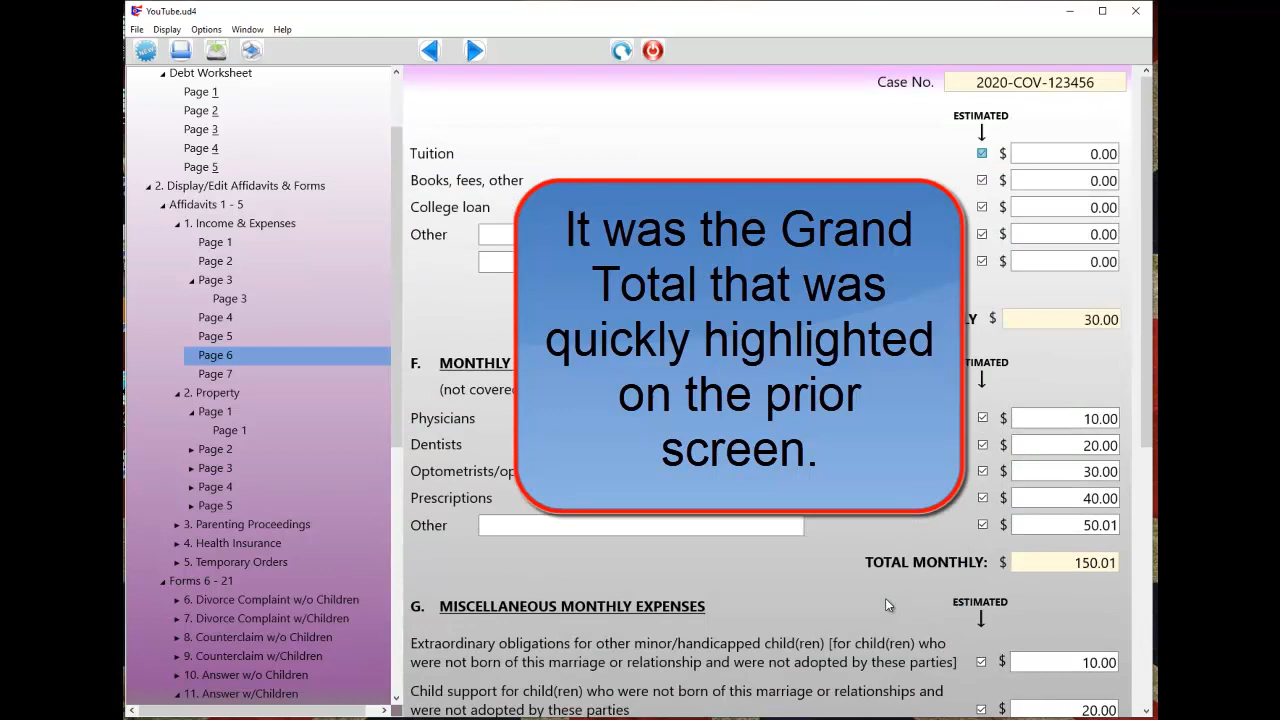 YouTube.ud4
File Display Options Window Help
NEW
Debt Worksheet
Page 1
Page 2
Page 3
Page 4
Page 5
2. Display/Edit Affidavits & Forms
Affidavits 1 - 5
1. Income & Expenses
Page 1
Page 2
Page 3
Page 3
Page 4
Page 5
Page 6
Page 7
2. Property
Page 1
Page 1
Page 2
Page 3
Page 4
Page 5
3. Parenting Proceedings
4. Health Insurance
5. Temporary Orders
Forms 6 - 21
6. Divorce Complaint w/o Children
7. Divorce Complaint w/Children
8. Counterclaim w/o Children
9. Counterclaim w/Children
10. Answer w/o Children
11. Answer w/Children
Case No. 2020-COV-123456
ESTIMATED
Tuition $ 0.00
Books, fees, other $ 0.00
College loan $ 0.00
Other $ 0.00
$ 0.00
$ 30.00
It was the Grand
Total that was
quickly highlighted
on the prior
screen.
F. MONTHLY
(not covere
Physicians $ 10.00
Dentists $ 20.00
Optometrists/op $ 30.00
Prescriptions $ 40.00
Other $ 50.01
TOTAL MONTHLY: $ 150.01
G. MISCELLANEOUS MONTHLY EXPENSES ESTIMATED
Extraordinary obligations for other minor/handicapped child(ren) [for child(ren) who
were not born of this marriage or relationship and were not adopted by these parties] $ 10.00
Child support for child(ren) who were not born of this marriage or relationships and
were not adopted by these parties $ 20.00